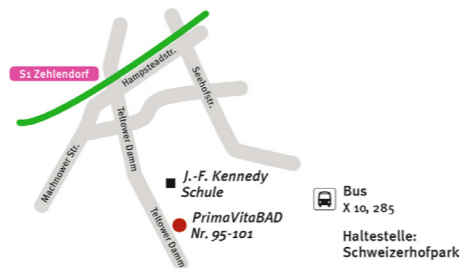 S1 Zehlendorf
Hampsteadstr.
Seehofstr.
Machnower Str.
Teltower Damm
J.-F. Kennedy
Schule
PrimaVitaBAD
Nr. 95-101
Teltower Damm
Bus
X 10, 285
Haltestelle:
Schweizerhofpark